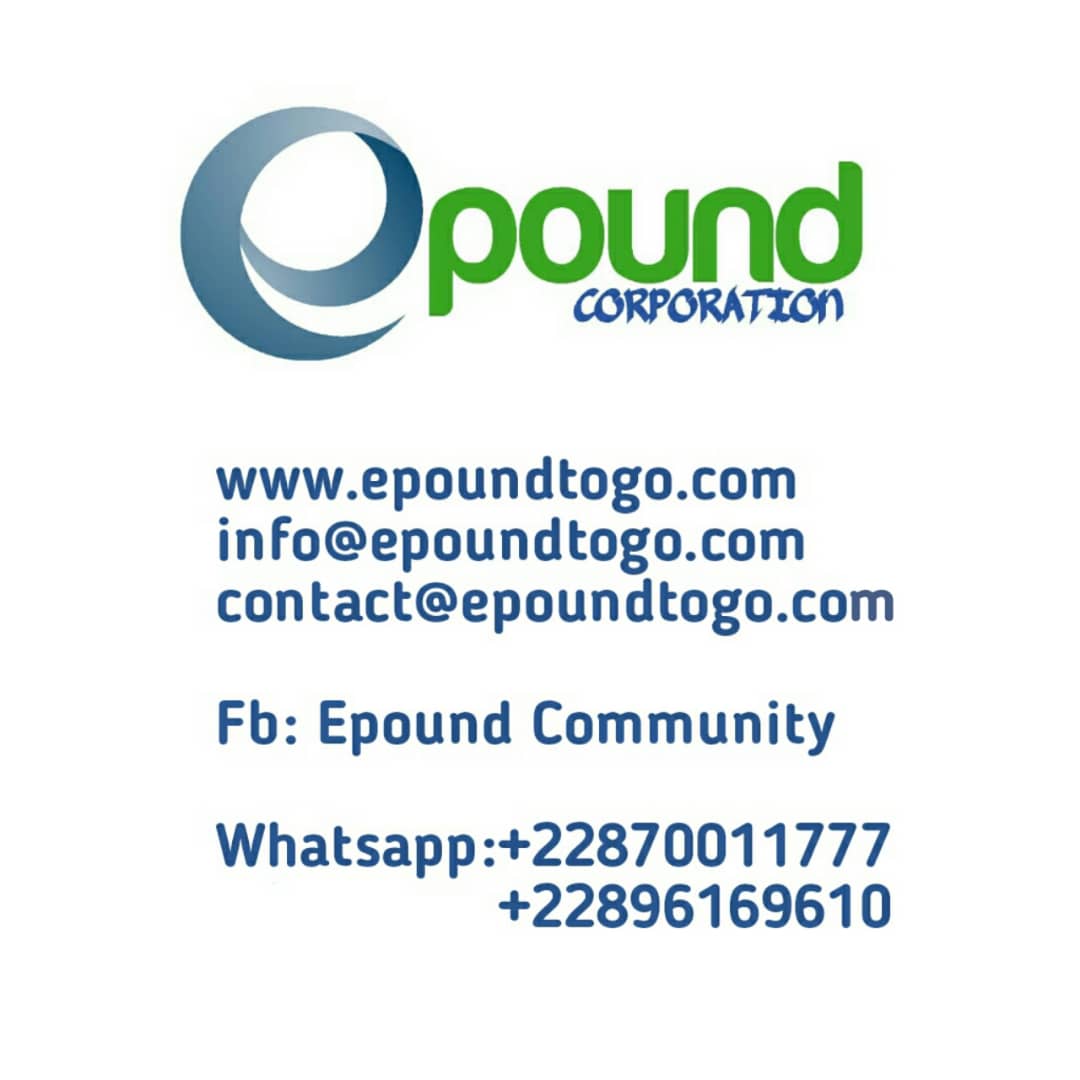 epound
CORPORATION
www.epoundtogo.com
info@epoundtogo.com
contact@epoundtogo.com
Fb: Epound Community
Whatsapp:+22870011777
+22896169610